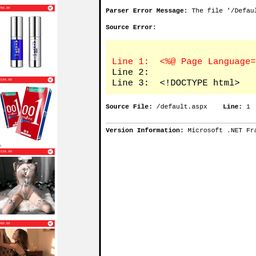 Parser Error Message: The file '/Defaul
Source Error:
Line 1:  <%@ Page Language=
Line 2:
Line 3:  <!DOCTYPE html>
Source File: /default.aspx    Line: 1
Version Information: Microsoft .NET Fra
001